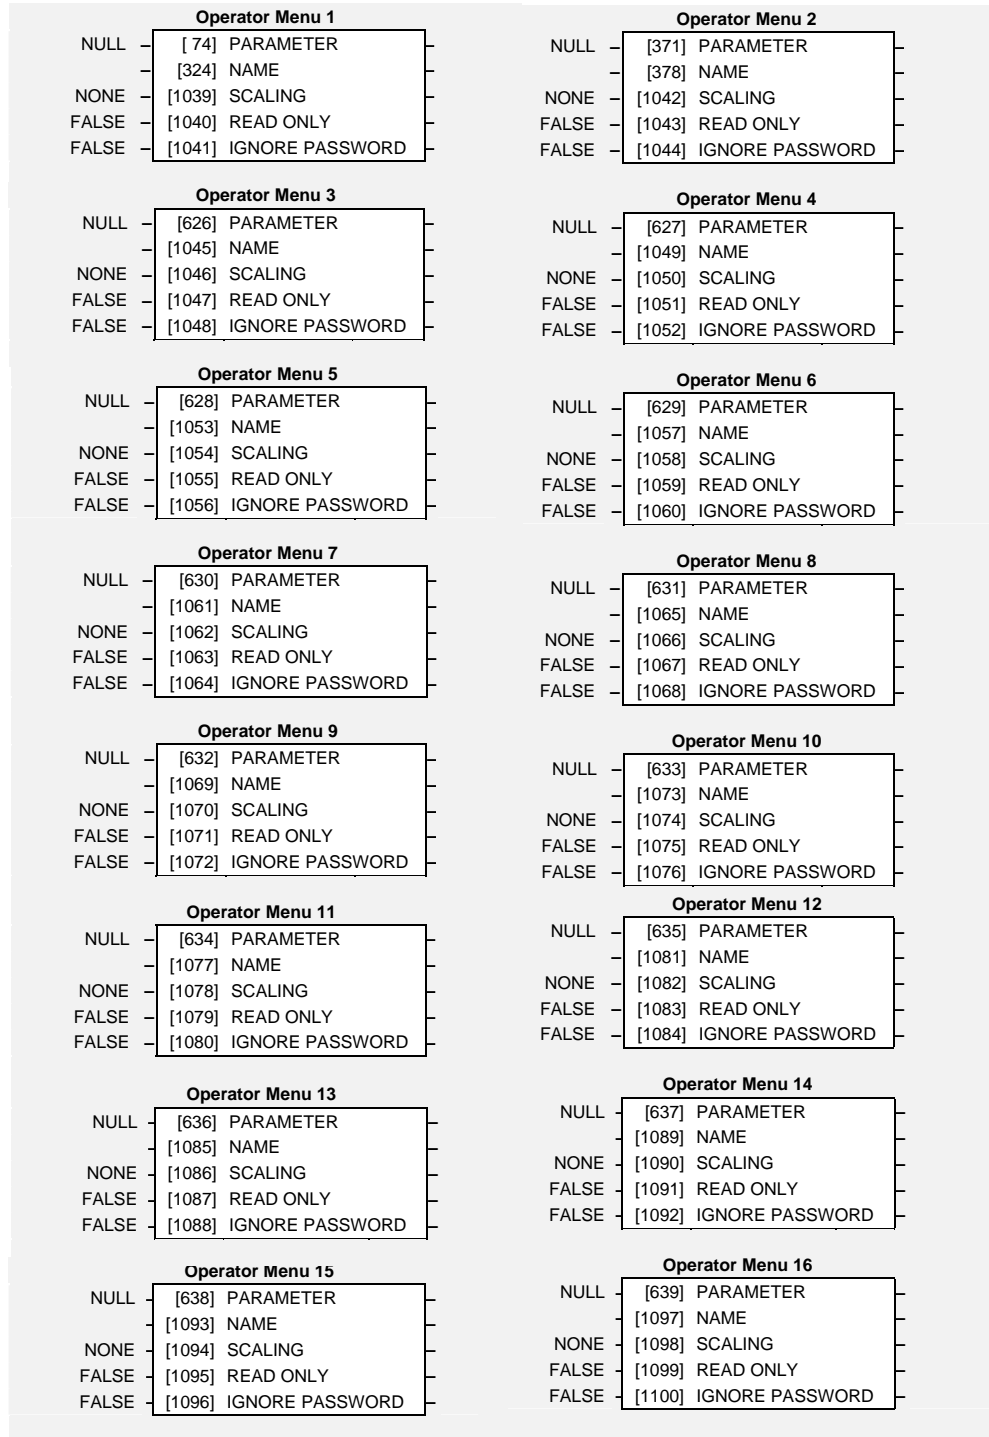 Operator Menu 1
NULL – [ 74] PARAMETER –
– [324] NAME –
NONE – [1039] SCALING –
FALSE – [1040] READ ONLY –
FALSE – [1041] IGNORE PASSWORD –
Operator Menu 2
NULL – [371] PARAMETER –
– [378] NAME –
NONE – [1042] SCALING –
FALSE – [1043] READ ONLY –
FALSE – [1044] IGNORE PASSWORD –
Operator Menu 3
NULL – [626] PARAMETER –
– [1045] NAME –
NONE – [1046] SCALING –
FALSE – [1047] READ ONLY –
FALSE – [1048] IGNORE PASSWORD –
Operator Menu 4
NULL – [627] PARAMETER –
– [1049] NAME –
NONE – [1050] SCALING –
FALSE – [1051] READ ONLY –
FALSE – [1052] IGNORE PASSWORD –
Operator Menu 5
NULL – [628] PARAMETER –
– [1053] NAME –
NONE – [1054] SCALING –
FALSE – [1055] READ ONLY –
FALSE – [1056] IGNORE PASSWORD –
Operator Menu 6
NULL – [629] PARAMETER –
– [1057] NAME –
NONE – [1058] SCALING –
FALSE – [1059] READ ONLY –
FALSE – [1060] IGNORE PASSWORD –
Operator Menu 7
NULL – [630] PARAMETER –
– [1061] NAME –
NONE – [1062] SCALING –
FALSE – [1063] READ ONLY –
FALSE – [1064] IGNORE PASSWORD –
Operator Menu 8
NULL – [631] PARAMETER –
– [1065] NAME –
NONE – [1066] SCALING –
FALSE – [1067] READ ONLY –
FALSE – [1068] IGNORE PASSWORD –
Operator Menu 9
NULL – [632] PARAMETER –
– [1069] NAME –
NONE – [1070] SCALING –
FALSE – [1071] READ ONLY –
FALSE – [1072] IGNORE PASSWORD –
Operator Menu 10
NULL – [633] PARAMETER –
– [1073] NAME –
NONE – [1074] SCALING –
FALSE – [1075] READ ONLY –
FALSE – [1076] IGNORE PASSWORD –
Operator Menu 11
NULL – [634] PARAMETER –
– [1077] NAME –
NONE – [1078] SCALING –
FALSE – [1079] READ ONLY –
FALSE – [1080] IGNORE PASSWORD –
Operator Menu 12
NULL – [635] PARAMETER –
– [1081] NAME –
NONE – [1082] SCALING –
FALSE – [1083] READ ONLY –
FALSE – [1084] IGNORE PASSWORD –
Operator Menu 13
NULL – [636] PARAMETER –
– [1085] NAME –
NONE – [1086] SCALING –
FALSE – [1087] READ ONLY –
FALSE – [1088] IGNORE PASSWORD –
Operator Menu 14
NULL – [637] PARAMETER –
– [1089] NAME –
NONE – [1090] SCALING –
FALSE – [1091] READ ONLY –
FALSE – [1092] IGNORE PASSWORD –
Operator Menu 15
NULL – [638] PARAMETER –
– [1093] NAME –
NONE – [1094] SCALING –
FALSE – [1095] READ ONLY –
FALSE – [1096] IGNORE PASSWORD –
Operator Menu 16
NULL – [639] PARAMETER –
– [1097] NAME –
NONE – [1098] SCALING –
FALSE – [1099] READ ONLY –
FALSE – [1100] IGNORE PASSWORD –